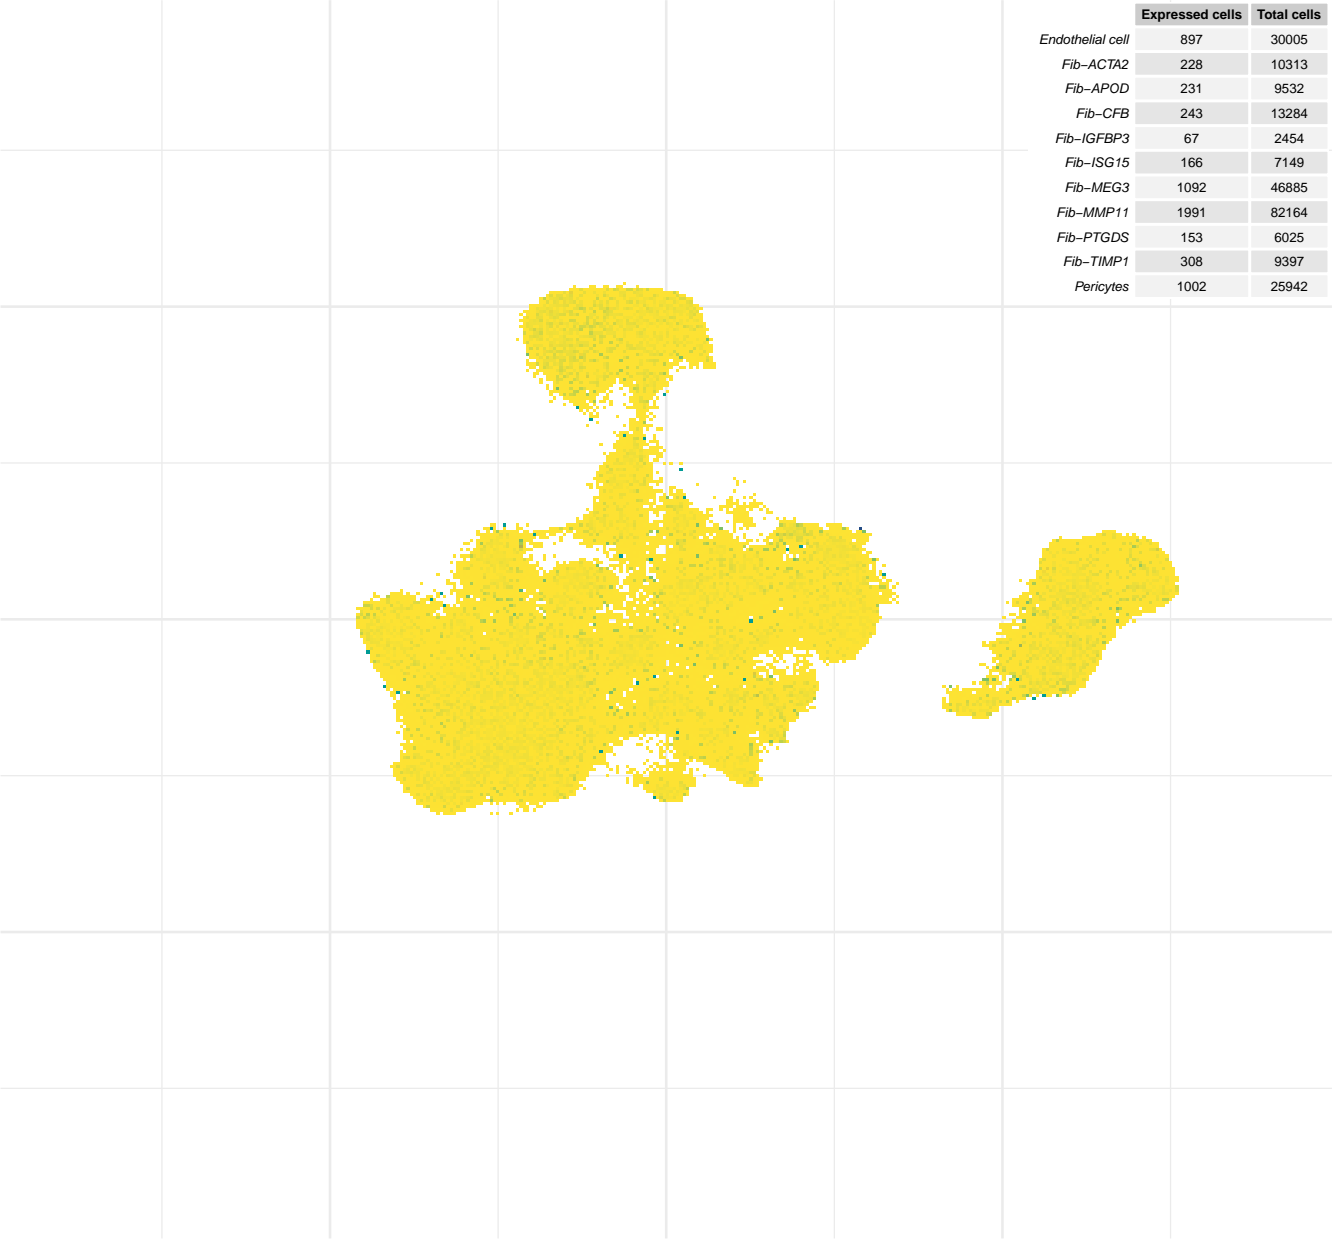 Expressed cells Total cells
Endothelial cell 897 30005
Fib−ACTA2 228 10313
Fib−APOD 231 9532
Fib−CFB 243 13284
Fib−IGFBP3 67 2454
Fib−ISG15 166 7149
Fib−MEG3 1092 46885
Fib−MMP11 1991 82164
Fib−PTGDS 153 6025
Fib−TIMP1 308 9397
Pericytes 1002 25942